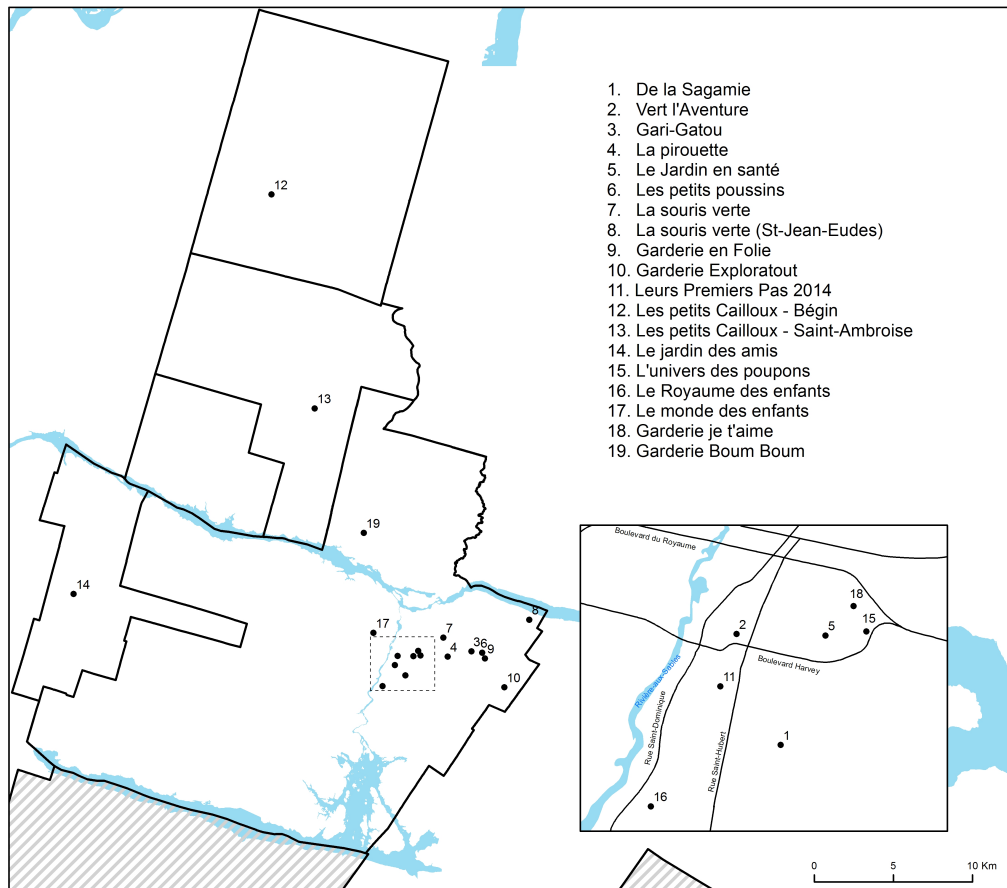 1. De la Sagamie
2. Vert l'Aventure
3. Gari-Gatou
4. La pirouette
5. Le Jardin en santé
6. Les petits poussins
7. La souris verte
8. La souris verte (St-Jean-Eudes)
9. Garderie en Folie
10. Garderie Exploratout
11. Leurs Premiers Pas 2014
12. Les petits Cailloux - Bégin
13. Les petits Cailloux - Saint-Ambroise
14. Le jardin des amis
15. L'univers des poupons
16. Le Royaume des enfants
17. Le monde des enfants
18. Garderie je t'aime
19. Garderie Boum Boum
12
13
19
14
17
7
8
4
36
9
10
Boulevard du Royaume
18
2
5
15
Boulevard Harvey
Rivière-aux-Sables
11
Rue Saint-Dominique
Rue Saint-Hubert
1
16
0 5 10 Km